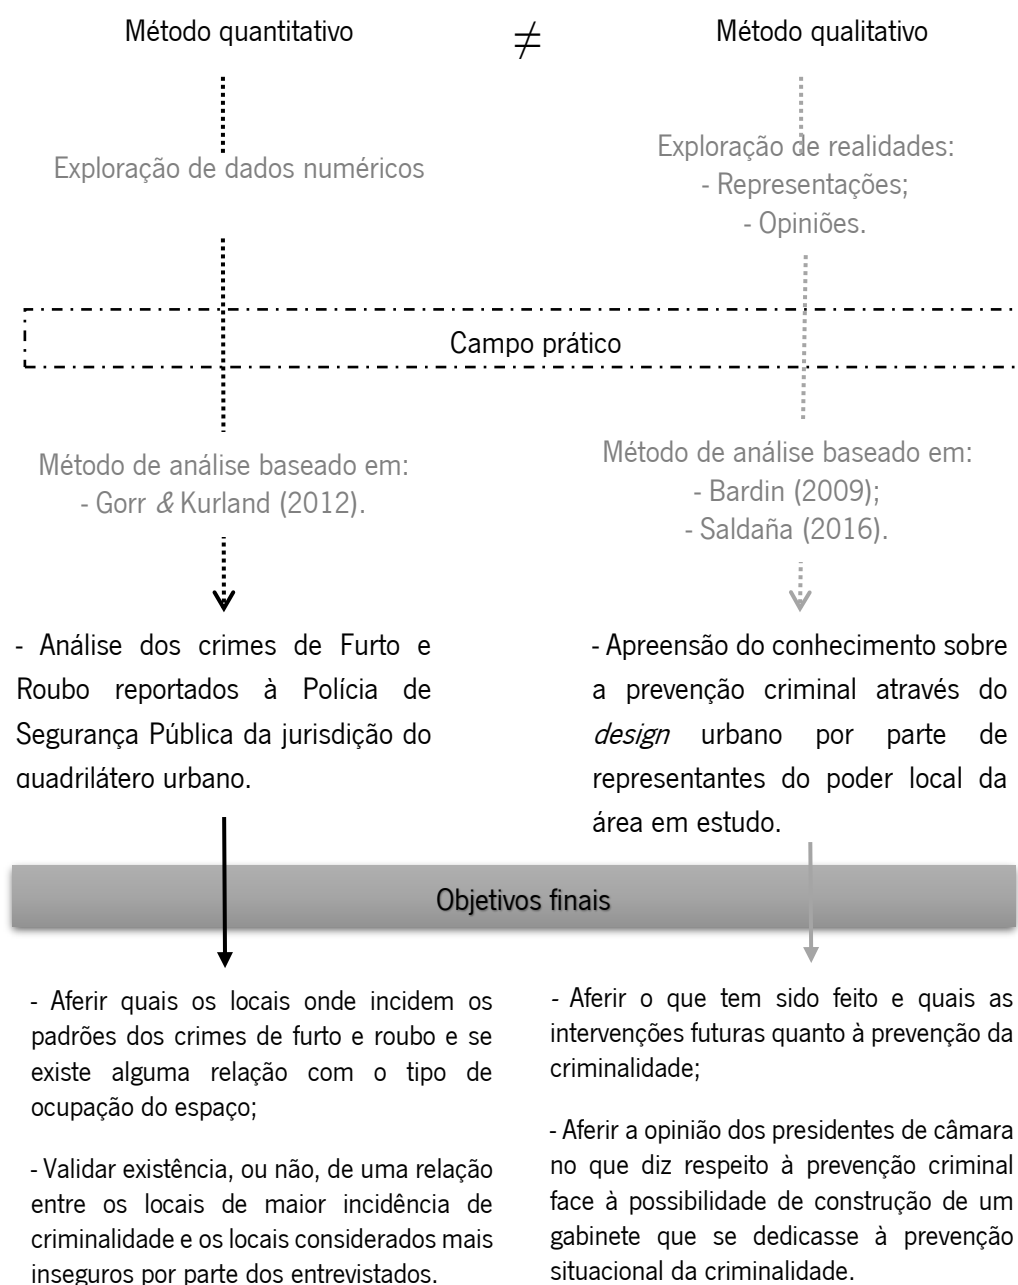 Método quantitativo
≠
Método qualitativo
Exploração de dados numéricos
Exploração de realidades:
- Representações;
- Opiniões.
Campo prático
Método de análise baseado em:
- Gorr & Kurland (2012).
Método de análise baseado em:
- Bardin (2009);
- Saldaña (2016).
- Análise dos crimes de Furto e
Roubo reportados à Polícia de
Segurança Pública da jurisdição do
quadrilátero urbano.
- Apreensão do conhecimento sobre
a prevenção criminal através do
design urbano por parte de
representantes do poder local da
área em estudo.
Objetivos finais
- Aferir quais os locais onde incidem os
padrões dos crimes de furto e roubo e se
existe alguma relação com o tipo de
ocupação do espaço;
- Validar existência, ou não, de uma relação
entre os locais de maior incidência de
criminalidade e os locais considerados mais
inseguros por parte dos entrevistados.
- Aferir o que tem sido feito e quais as
intervenções futuras quanto à prevenção da
criminalidade;
- Aferir a opinião dos presidentes de câmara
no que diz respeito à prevenção criminal
face à possibilidade de construção de um
gabinete que se dedicasse à prevenção
situacional da criminalidade.